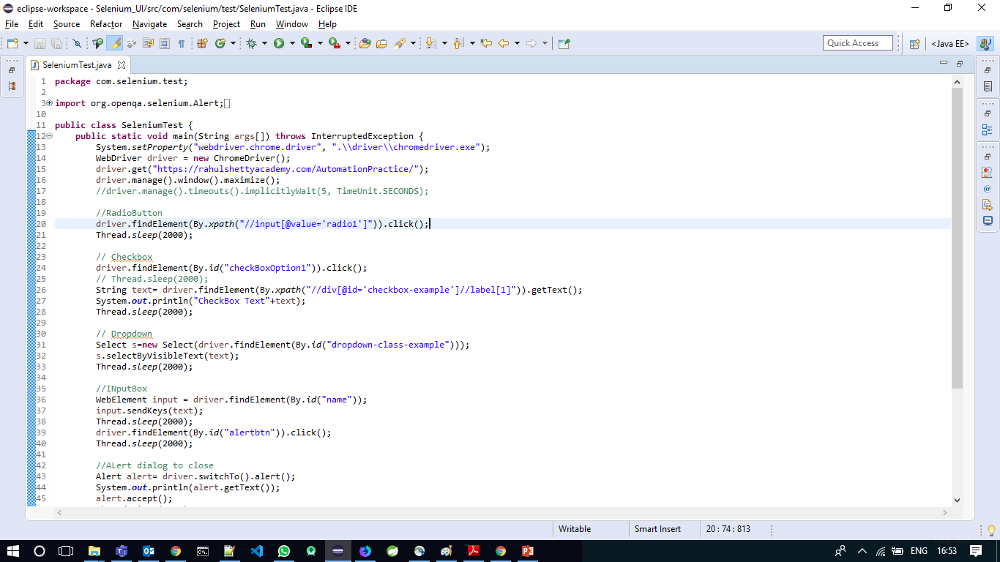 eclipse-workspace - Selenium_UI/src/com/selenium/test/SeleniumTest.java - Eclipse IDE
File Edit Source Refactor Navigate Search Project Run Window Help
Quick Access
<Java EE>
SeleniumTest.java
1 package com.selenium.test;
2
3 import org.openqa.selenium.Alert;
10
11 public class SeleniumTest {
12 public static void main(String args[]) throws InterruptedException {
13 System.setProperty("webdriver.chrome.driver", ".\\driver\\chromedriver.exe");
14 WebDriver driver = new ChromeDriver();
15 driver.get("https://rahulshettyacademy.com/AutomationPractice/");
16 driver.manage().window().maximize();
17 //driver.manage().timeouts().implicitlyWait(5, TimeUnit.SECONDS);
18
19 //RadioButton
20 driver.findElement(By.xpath("//input[@value='radio1']")).click();
21 Thread.sleep(2000);
22
23 // Checkbox
24 driver.findElement(By.id("checkBoxOption1")).click();
25 // Thread.sleep(2000);
26 String text= driver.findElement(By.xpath("//div[@id='checkbox-example']//label[1]")).getText();
27 System.out.println("CheckBox Text"+text);
28 Thread.sleep(2000);
29
30 // Dropdown
31 Select s=new Select(driver.findElement(By.id("dropdown-class-example")));
32 s.selectByVisibleText(text);
33 Thread.sleep(2000);
34
35 //INputBox
36 WebElement input = driver.findElement(By.id("name"));
37 input.sendKeys(text);
38 Thread.sleep(2000);
39 driver.findElement(By.id("alertbtn")).click();
40 Thread.sleep(2000);
41
42 //ALert dialog to close
43 Alert alert= driver.switchTo().alert();
44 System.out.println(alert.getText());
45 alert.accept();
Writable Smart Insert 20 : 74 : 813
ENG 16:53